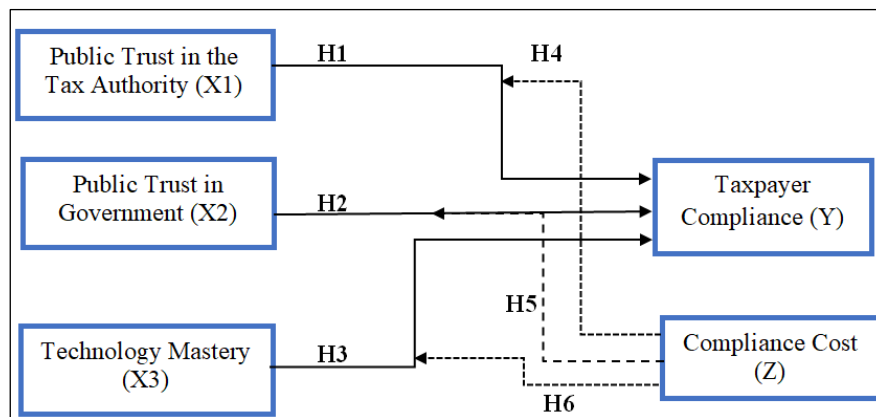 Public Trust in the
Tax Authority (X1)
H1
H4
Public Trust in
Government (X2)
H2
Taxpayer
Compliance (Y)
H5
Technology Mastery
(X3)
H3
Compliance Cost
(Z)
H6